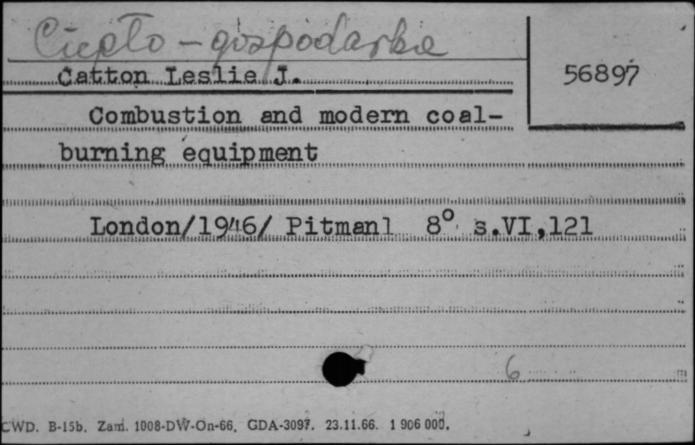 Ciepło - gospodarka
Catton Leslie J.
56897
Combustion and modern coal-
burning equipment
London/1946/ Pitmanl 8° s.VI,121
6
CWD. B-15b. Zam. 1008-DW-On-66. GDA-3097. 23.11.66. 1 906 000.